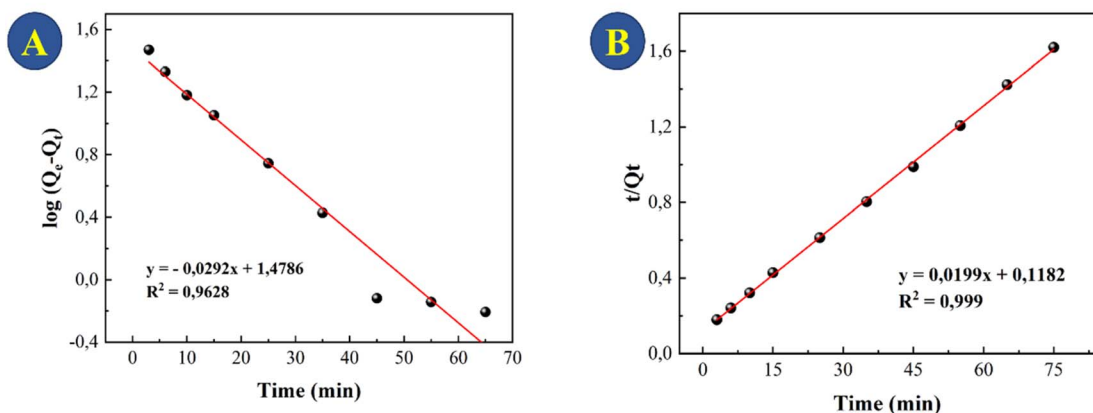 A
1,6
1,2
0,8
0,4
0,0
-0,4
log (Qe-Qt)
y = - 0,0292x + 1,4786
R² = 0,9628
0 10 20 30 40 50 60 70
Time (min)
B
1,6
1,2
0,8
0,4
0,0
t/Qt
y = 0,0199x + 0,1182
R² = 0,999
0 15 30 45 60 75
Time (min)